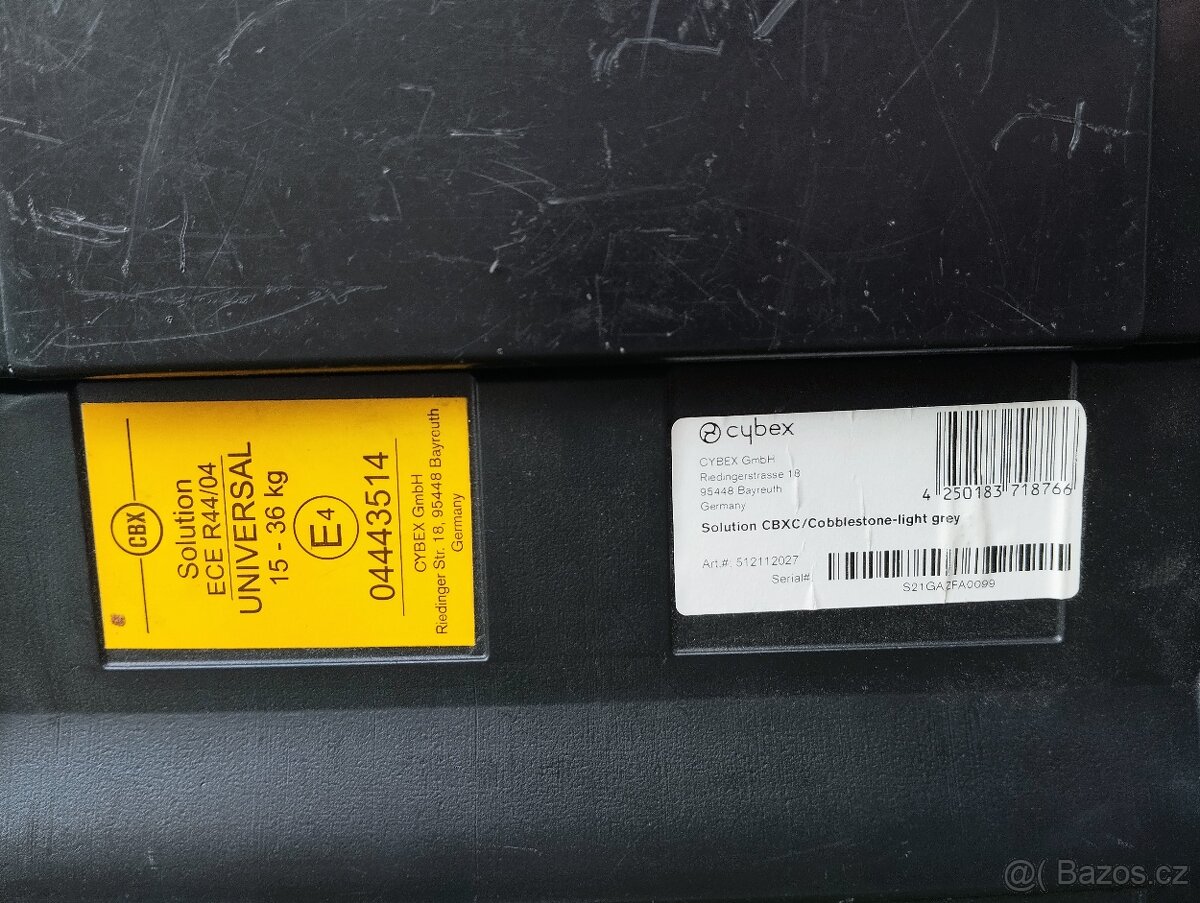 CBX
Solution
ECE R44/04
UNIVERSAL
15 - 36 kg
E4
04443514
CYBEX GmbH
Riedinger Str. 18, 95448 Bayreuth
Germany
cybex
CYBEX GmbH
Riedingerstrasse 18
95448 Bayreuth
Germany
4 250183 718766
Solution CBXC/Cobblestone-light grey
Art.#: 512112027
Serial#
S21GA2FA0099
@( Bazos.cz